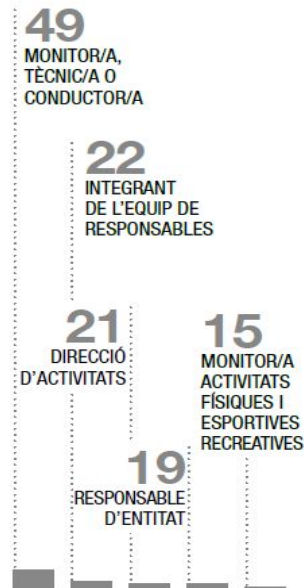 49
MONITOR/A,
TÈCNIC/A O
CONDUCTOR/A
22
INTEGRANT
DE L'EQUIP DE
RESPONSABLES
21
DIRECCIÓ
D'ACTIVITATS
15
MONITOR/A
ACTIVITATS
FÍSIQUES I
ESPORTIVES
RECREATIVES
19
RESPONSABLE
D'ENTITAT